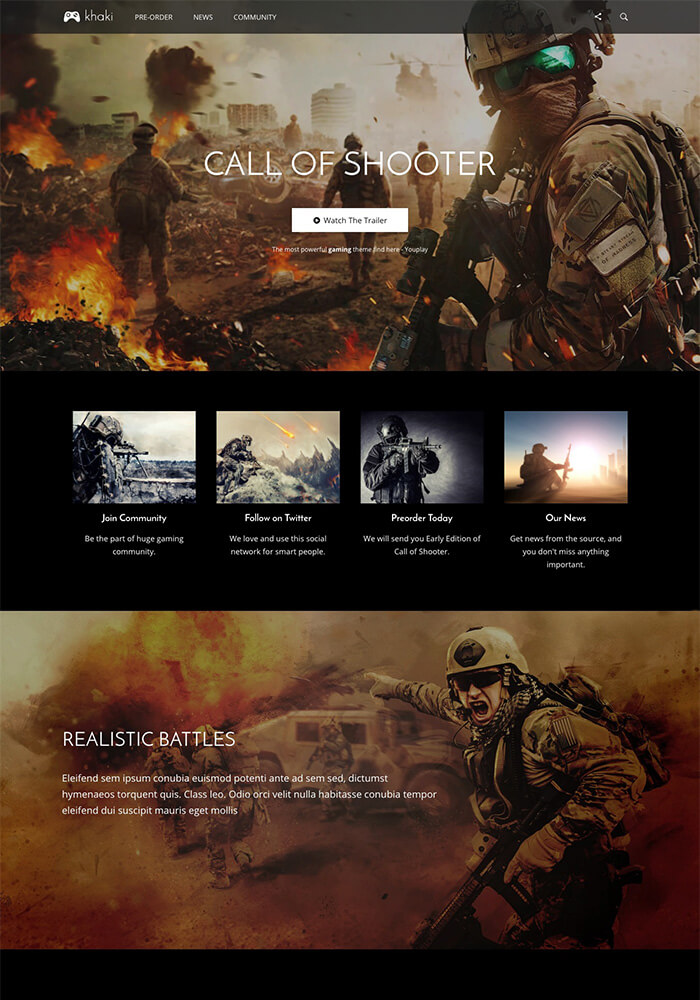 khaki PRE-ORDER NEWS COMMUNITY
CALL OF SHOOTER
Watch The Trailer
The most powerful gaming theme find here - Youplay
Join Community
Be the part of huge gaming
community.
Follow on Twitter
We love and use this social
network for smart people.
Preorder Today
We will send you Early Edition of
Call of Shooter.
Our News
Get news from the source, and
you don't miss anything
important.
REALISTIC BATTLES
Eleifend sem ipsum conubia euismod potenti ante ad sem sed, dictumst
hymenaeos torquent quis. Class leo. Odio orci velit nulla habitasse conubia tempor
eleifend dui suscipit mauris eget mollis